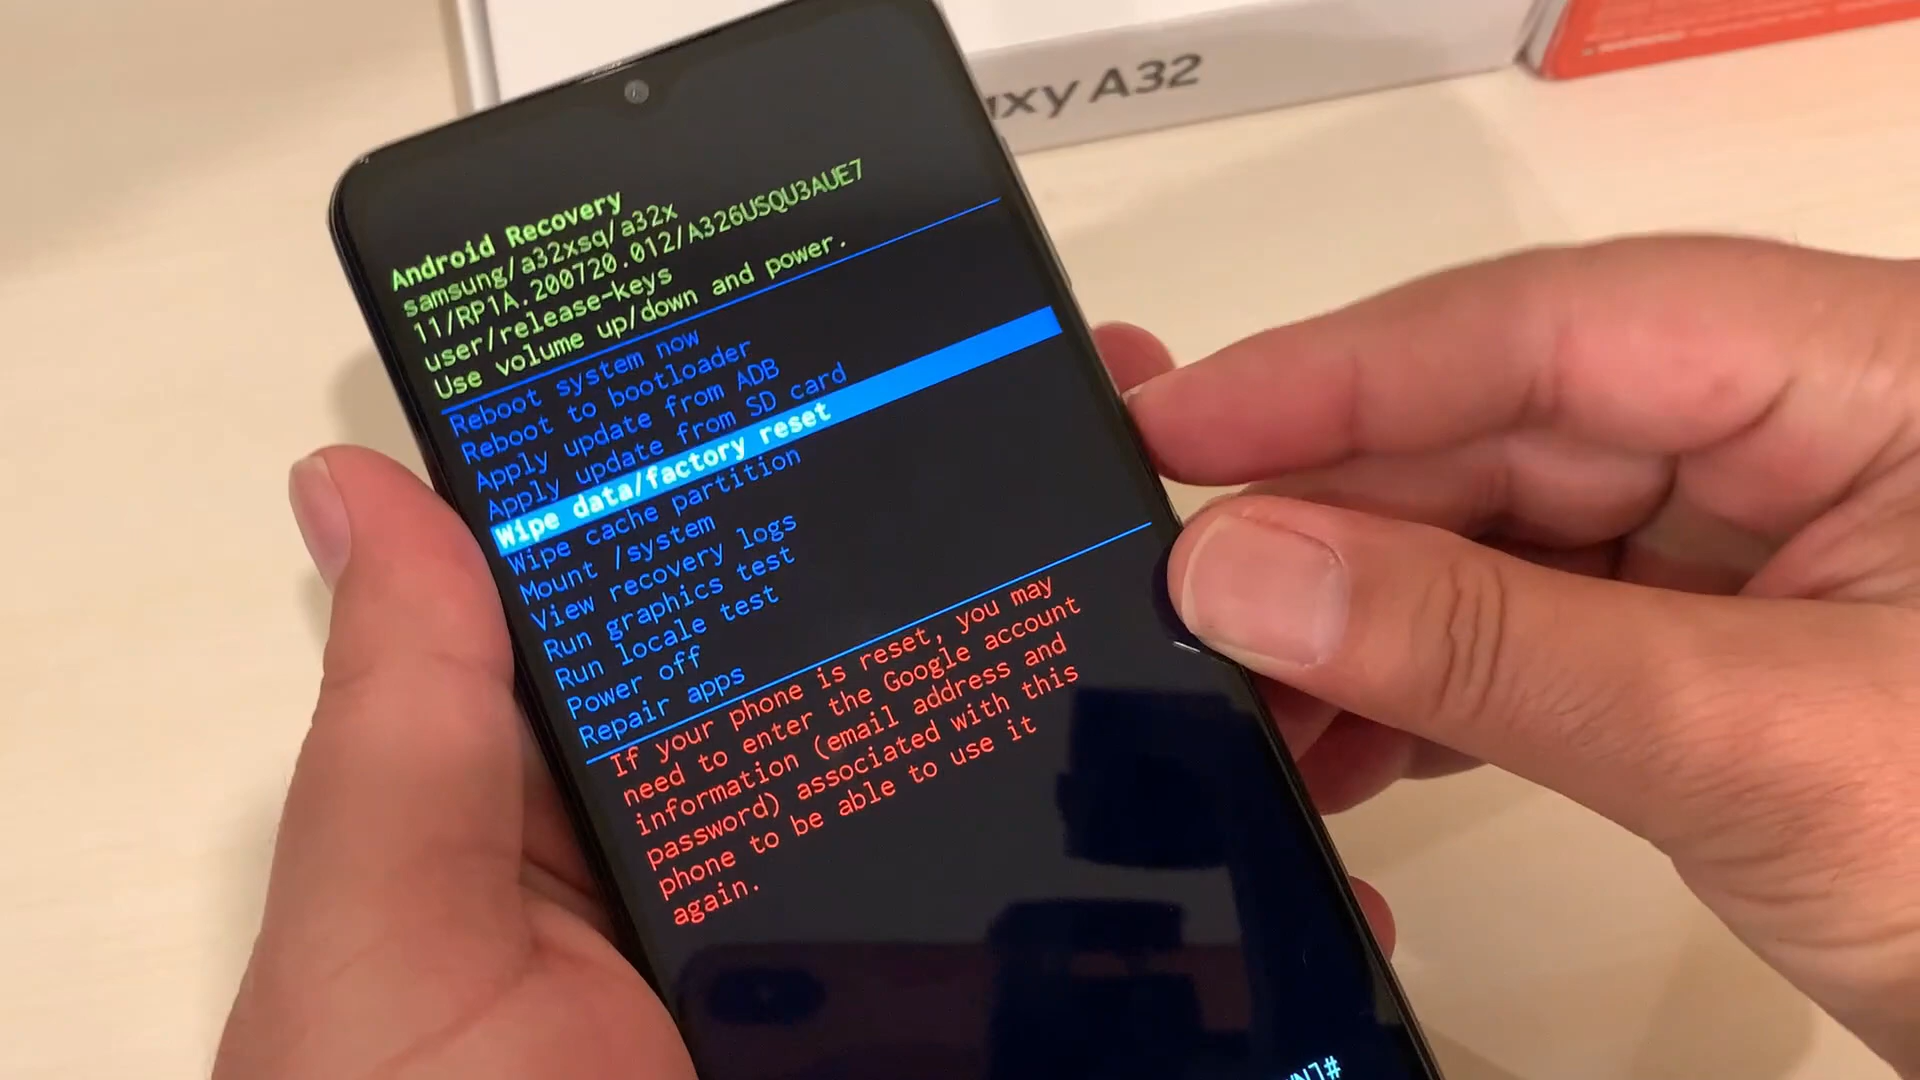 axy A32
Android Recovery
samsung/a32xsq/a32x
11/RP1A.200720.012/A326USQU3AUE7
user/release-keys
Use volume up/down and power.
Reboot system now
Reboot to bootloader
Apply update from ADB
Apply update from SD card
Wipe data/factory reset
Wipe cache partition
Mount /system
View recovery logs
Run graphics test
Run locale test
Power off
Repair apps
If your phone is reset, you may
need to enter the Google account
information (email address and
password) associated with this
phone to be able to use it
again.